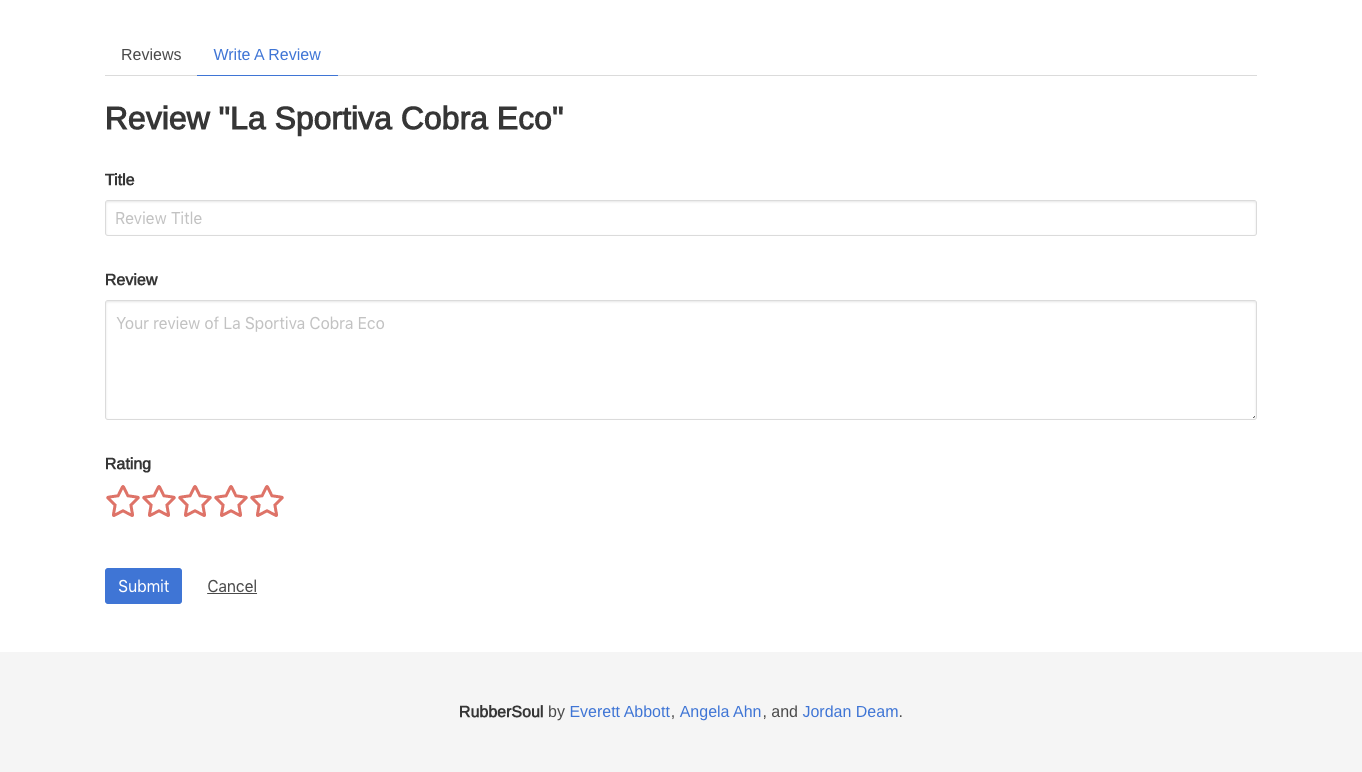 Reviews Write A Review
Review "La Sportiva Cobra Eco"
Title
Review Title
Review
Your review of La Sportiva Cobra Eco
Rating
Submit Cancel
RubberSoul by Everett Abbott, Angela Ahn, and Jordan Deam.